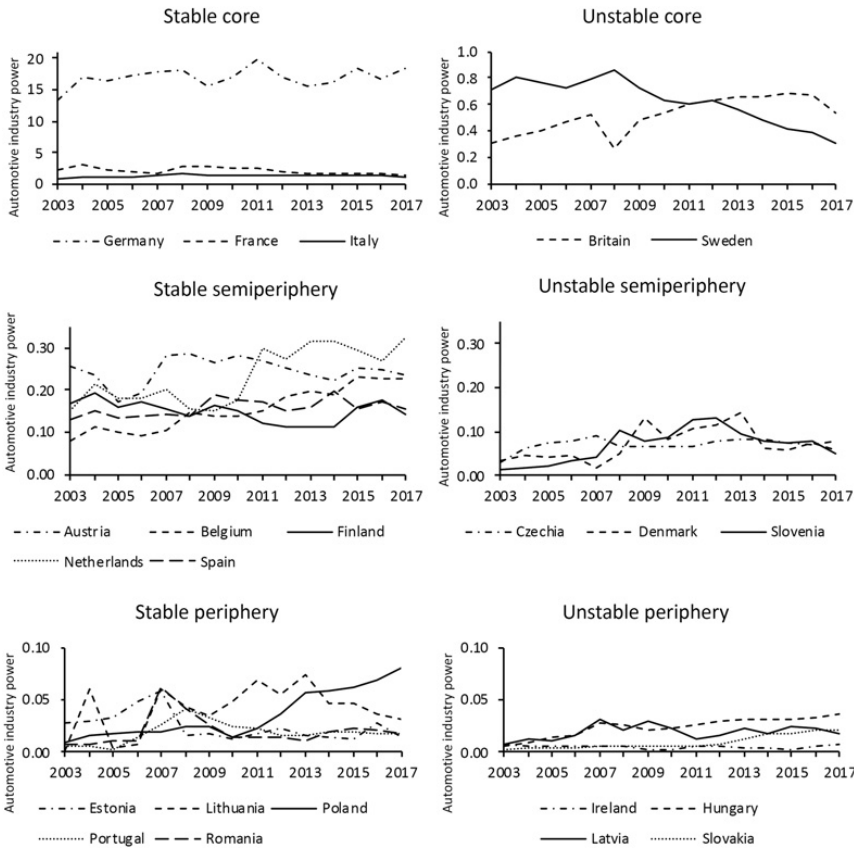 Stable core
Automotive industry power
20
15
10
5
0
2003 2005 2007 2009 2011 2013 2015 2017
Germany France Italy
Unstable core
Automotive industry power
1.0
0.8
0.6
0.4
0.2
0.0
2003 2005 2007 2009 2011 2013 2015 2017
Britain Sweden
Stable semiperiphery
Automotive industry power
0.30
0.20
0.10
0.00
2003 2005 2007 2009 2011 2013 2015 2017
Austria Belgium Finland
Netherlands Spain
Unstable semiperiphery
Automotive industry power
0.30
0.20
0.10
0.00
2003 2005 2007 2009 2011 2013 2015 2017
Czechia Denmark Slovenia
Stable periphery
Automotive industry power
0.10
0.05
0.00
2003 2005 2007 2009 2011 2013 2015 2017
Estonia Lithuania Poland
Portugal Romania
Unstable periphery
Automotive industry power
0.10
0.05
0.00
2003 2005 2007 2009 2011 2013 2015 2017
Ireland Hungary
Latvia Slovakia